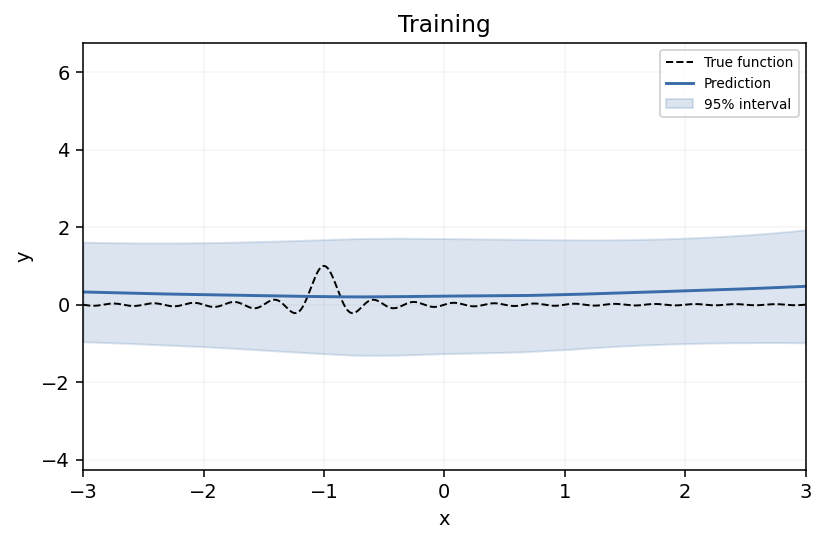 Training
True function
Prediction
95% interval
y
6
4
2
0
−2
−4
−3
−2
−1
0
1
2
3
x